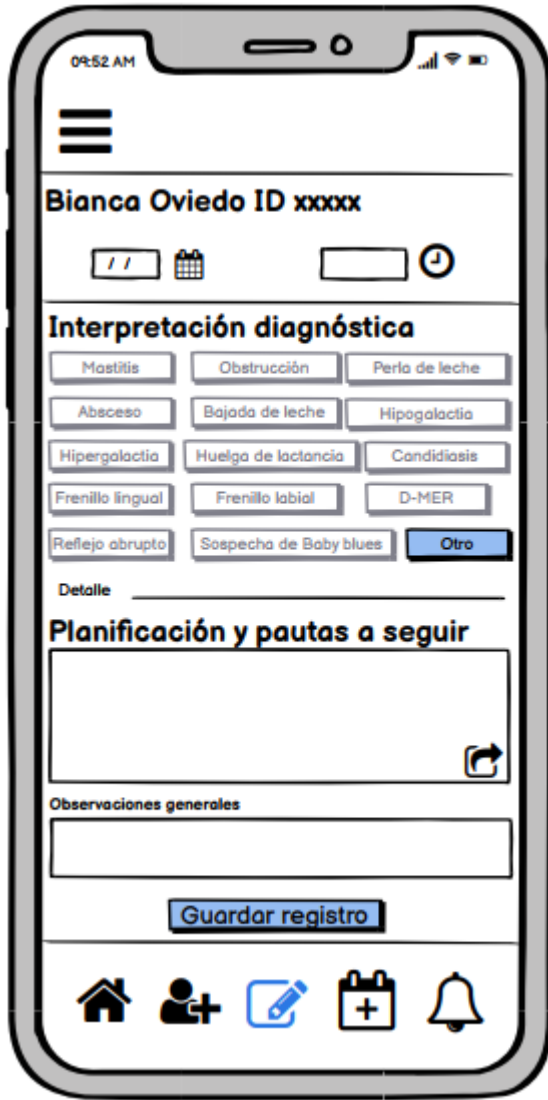 09:52 AM
Bianca Oviedo ID xxxxx
/ /
Interpretación diagnóstica
Mastitis Obstrucción Perla de leche
Absceso Bajada de leche Hipogalactia
Hipergalactia Huelga de lactancia Candidiasis
Frenillo lingual Frenillo labial D-MER
Reflejo abrupto Sospecha de Baby blues Otro
Detalle
Planificación y pautas a seguir
Observaciones generales
Guardar registro